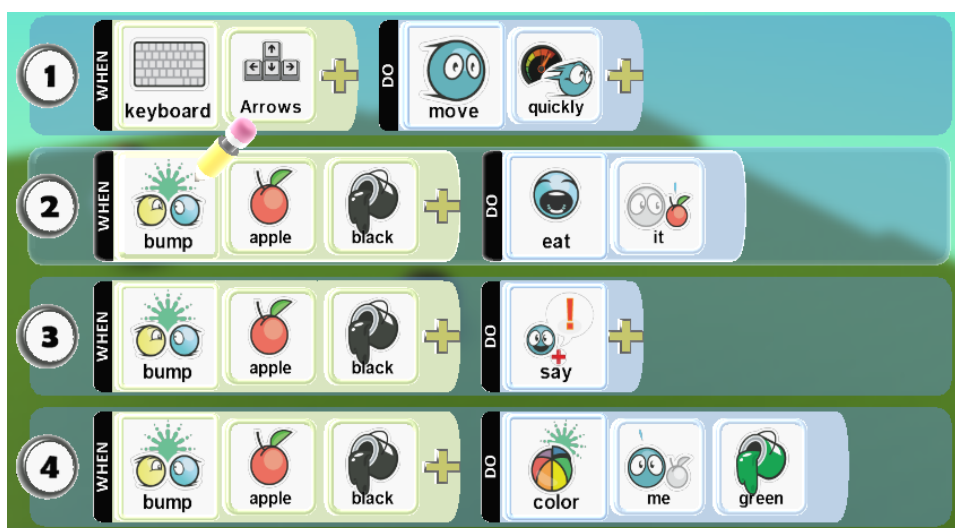 1 WHEN keyboard Arrows DO move quickly
2 WHEN bump apple black DO eat it
3 WHEN bump apple black DO say
4 WHEN bump apple black DO color me green